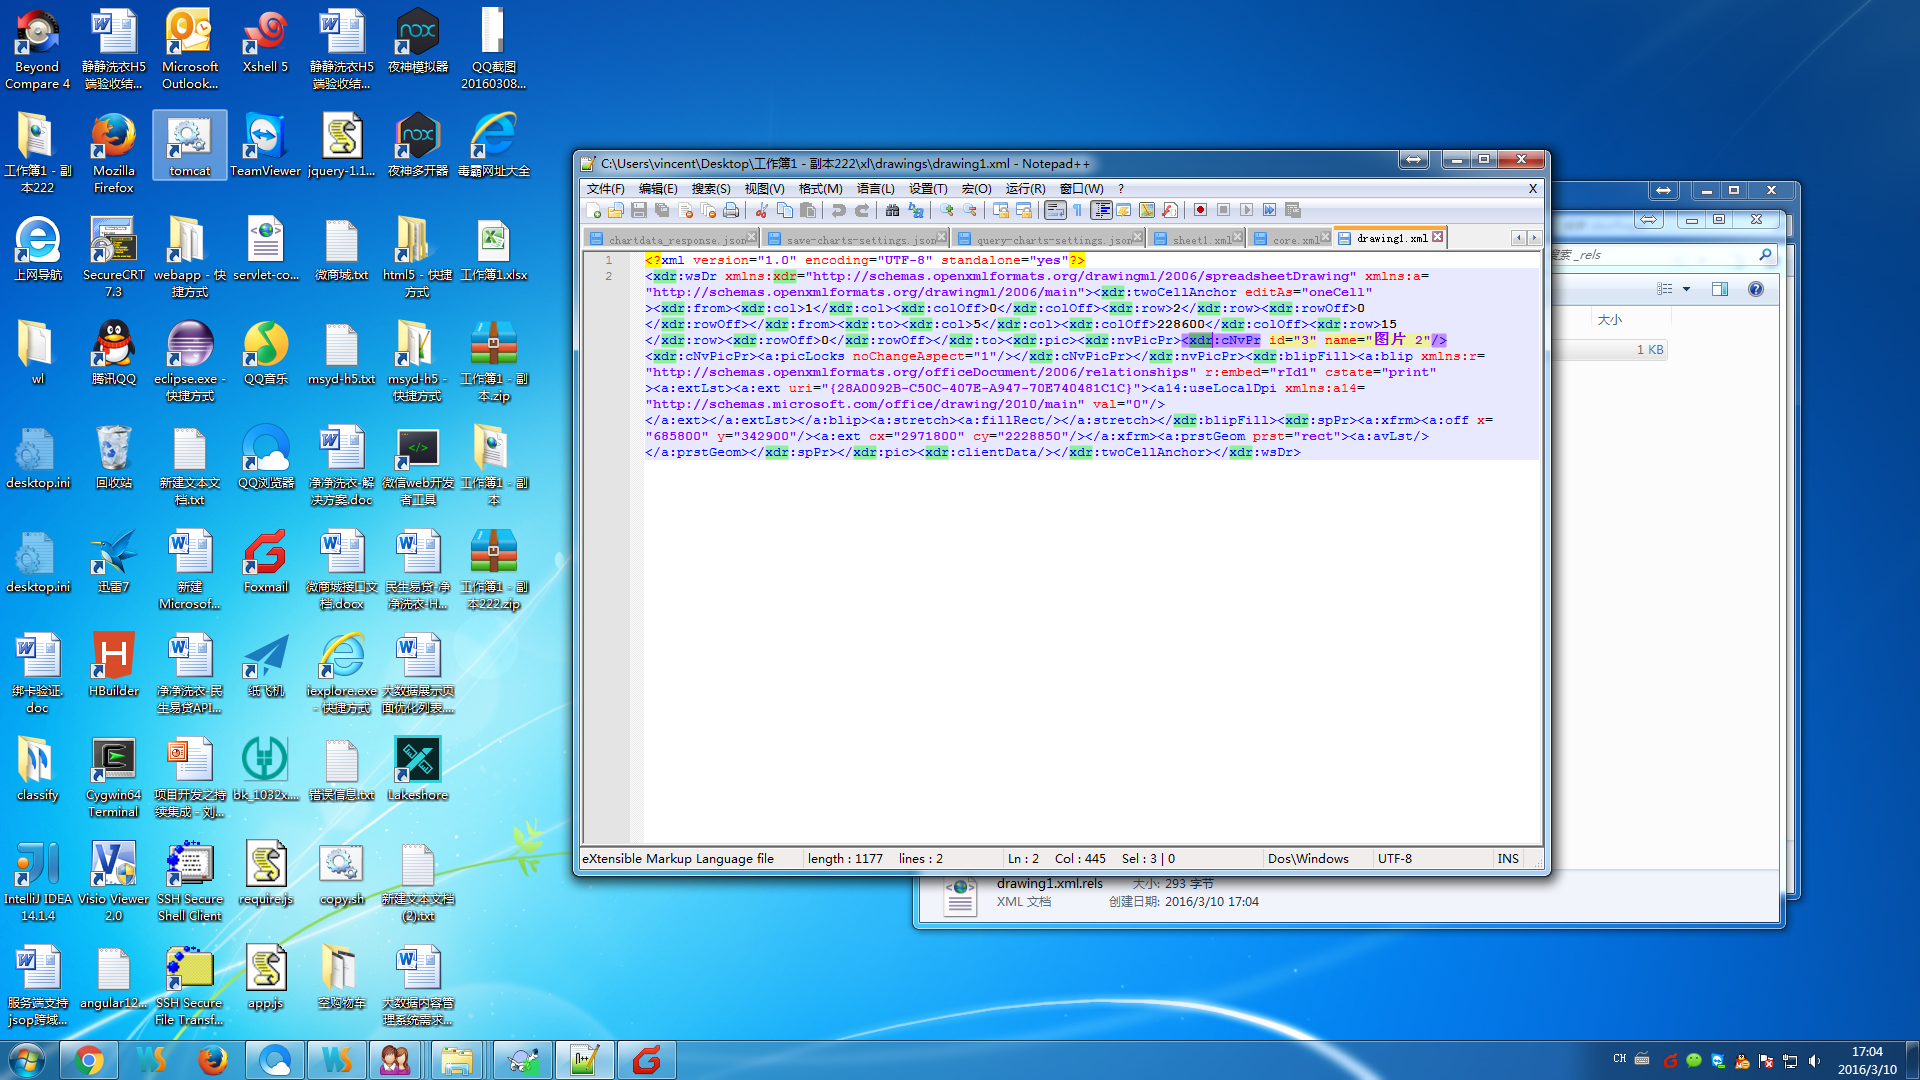 Beyond
Compare 4
静静洗衣H5
端验收结...
Microsoft
Outlook...
Xshell 5
静静洗衣H5
端验收结...
夜神模拟器
QQ截图
20160308...
工作簿1 - 副
本222
Mozilla
Firefox
tomcat
TeamViewer
jquery-1.1...
夜神多开器
毒霸网址大全
上网导航
SecureCRT
7.3
webapp - 快
捷方式
servlet-co...
微商城.txt
html5 - 快捷
方式
工作簿1.xlsx
wl
腾讯QQ
eclipse.exe -
快捷方式
QQ音乐
msyd-h5.txt
msyd-h5 -
快捷方式
工作簿1 - 副
本.zip
desktop.ini
回收站
新建文本文
档.txt
QQ浏览器
净净洗衣-解
决方案.doc
微信web开发
者工具
工作簿1 - 副
本
desktop.ini
迅雷7
新建
Microsof...
Foxmail
微商城接口文
档.docx
民生易贷-净
净洗衣-H...
工作簿1 - 副
本222.zip
绑卡验证.
doc
HBuilder
净净洗衣-民
生易贷API...
纸飞机
iexplore.exe
- 快捷方式
大数据展示页
面优化列表....
classify
Cygwin64
Terminal
项目开发之持
续集成 - 刘...
bk_1032x....
错误信息.txt
Lakeshore
IntelliJ IDEA
14.1.4
Visio Viewer
2.0
SSH Secure
Shell Client
require.js
copy.sh
新建文本文档
(2).txt
服务端支持
jsop跨域...
angular12...
SSH Secure
File Transf...
app.js
空购物车
大数据内容管
理系统需求...
C:\Users\vincent\Desktop\工作簿1 - 副本222\xl\drawings\drawing1.xml - Notepad++
文件(F) 编辑(E) 搜索(S) 视图(V) 格式(M) 语言(L) 设置(T) 宏(O) 运行(R) 窗口(W) ? X
chartdata_response.json save-charts-settings.json query-charts-settings.json sheet1.xml core.xml drawing1.xml
1 <?xml version="1.0" encoding="UTF-8" standalone="yes"?>
2 <xdr:wsDr xmlns:xdr="http://schemas.openxmlformats.org/drawingml/2006/spreadsheetDrawing" xmlns:a=
"http://schemas.openxmlformats.org/drawingml/2006/main"><xdr:twoCellAnchor editAs="oneCell"
><xdr:from><xdr:col>1</xdr:col><xdr:colOff>0</xdr:colOff><xdr:row>2</xdr:row><xdr:rowOff>0
</xdr:rowOff></xdr:from><xdr:to><xdr:col>5</xdr:col><xdr:colOff>228600</xdr:colOff><xdr:row>15
</xdr:row><xdr:rowOff>0</xdr:rowOff></xdr:to><xdr:pic><xdr:nvPicPr><xdr:cNvPr id="3" name="图片 2"/>
<xdr:cNvPicPr><a:picLocks noChangeAspect="1"/></xdr:cNvPicPr></xdr:nvPicPr><xdr:blipFill><a:blip xmlns:r=
"http://schemas.openxmlformats.org/officeDocument/2006/relationships" r:embed="rId1" cstate="print"
><a:extLst><a:ext uri="{28A0092B-C50C-407E-A947-70E740481C1C}"><a14:useLocalDpi xmlns:a14=
"http://schemas.microsoft.com/office/drawing/2010/main" val="0"/>
</a:ext></a:extLst></a:blip><a:stretch><a:fillRect/></a:stretch></xdr:blipFill><xdr:spPr><a:xfrm><a:off x=
"685800" y="342900"/><a:ext cx="2971800" cy="2228850"/></a:xfrm><a:prstGeom prst="rect"><a:avLst/>
</a:prstGeom></xdr:spPr></xdr:pic><xdr:clientData/></xdr:twoCellAnchor></xdr:wsDr>
eXtensible Markup Language file length : 1177 lines : 2 Ln : 2 Col : 445 Sel : 3 | 0 Dos\Windows UTF-8 INS
搜索 _rels
大小
1 KB
drawing1.xml.rels 大小: 293 字节
XML 文档 创建日期: 2016/3/10 17:04
CH
17:04
2016/3/10